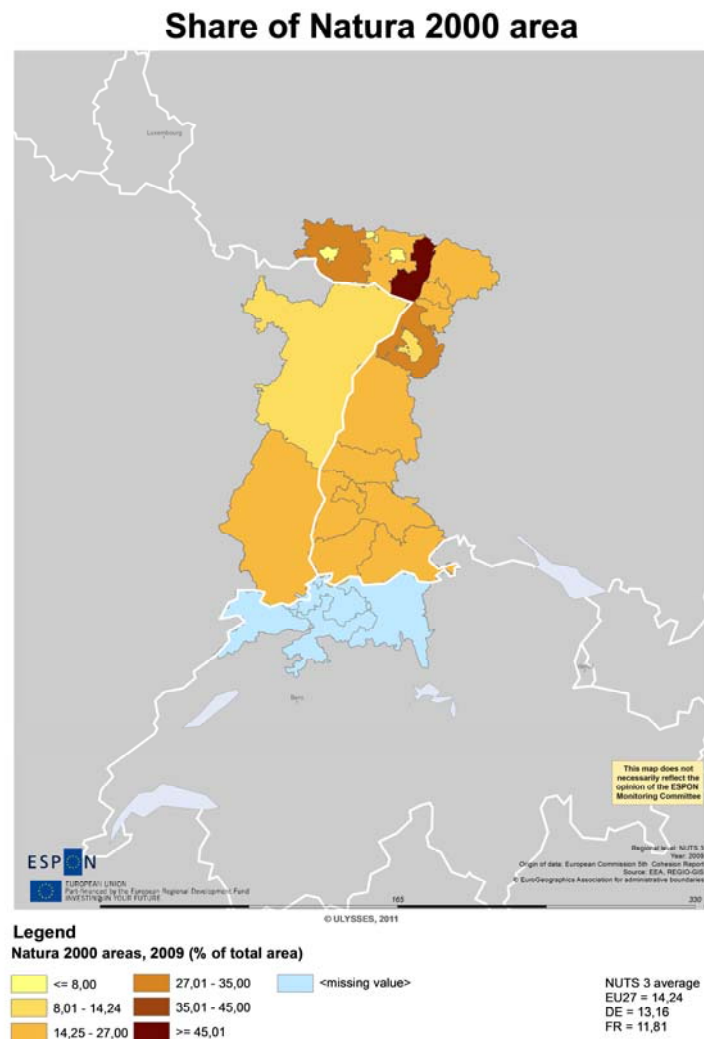 Share of Natura 2000 area
Luxembourg
Bern
This map does not
necessarily reflect the
opinion of the ESPON
Monitoring Committee
Regional level: NUTS 3
Year: 2009
Origin of data: European Commission 5th Cohesion Report
Source: EEA, REGIO-GIS
© EuroGeographics Association for administrative boundaries
ESPON
EUROPEAN UNION
Part-financed by the European Regional Development Fund
INVESTING IN YOUR FUTURE
165
330
© ULYSSES, 2011
Legend
Natura 2000 areas, 2009 (% of total area)
<= 8,00
8,01 - 14,24
14,25 - 27,00
27,01 - 35,00
35,01 - 45,00
>= 45,01
<missing value>
NUTS 3 average
EU27 = 14,24
DE = 13,16
FR = 11,81